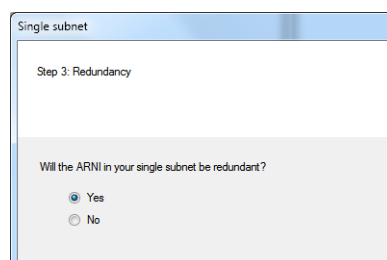 Single subnet
Step 3: Redundancy
Will the ARNI in your single subnet be redundant?
Yes
No